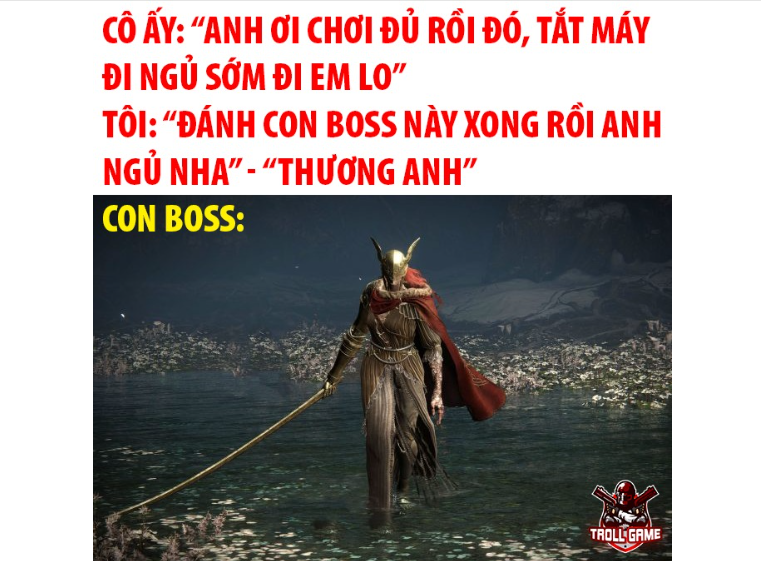 CÔ ẤY: “ANH ƠI CHƠI ĐỦ RỒI ĐÓ, TẮT MÁY
ĐI NGỦ SỚM ĐI EM LO”
TÔI: “ĐÁNH CON BOSS NÀY XONG RỒI ANH
NGỦ NHA” - “THƯƠNG ANH”
CON BOSS:
TROLL GAME